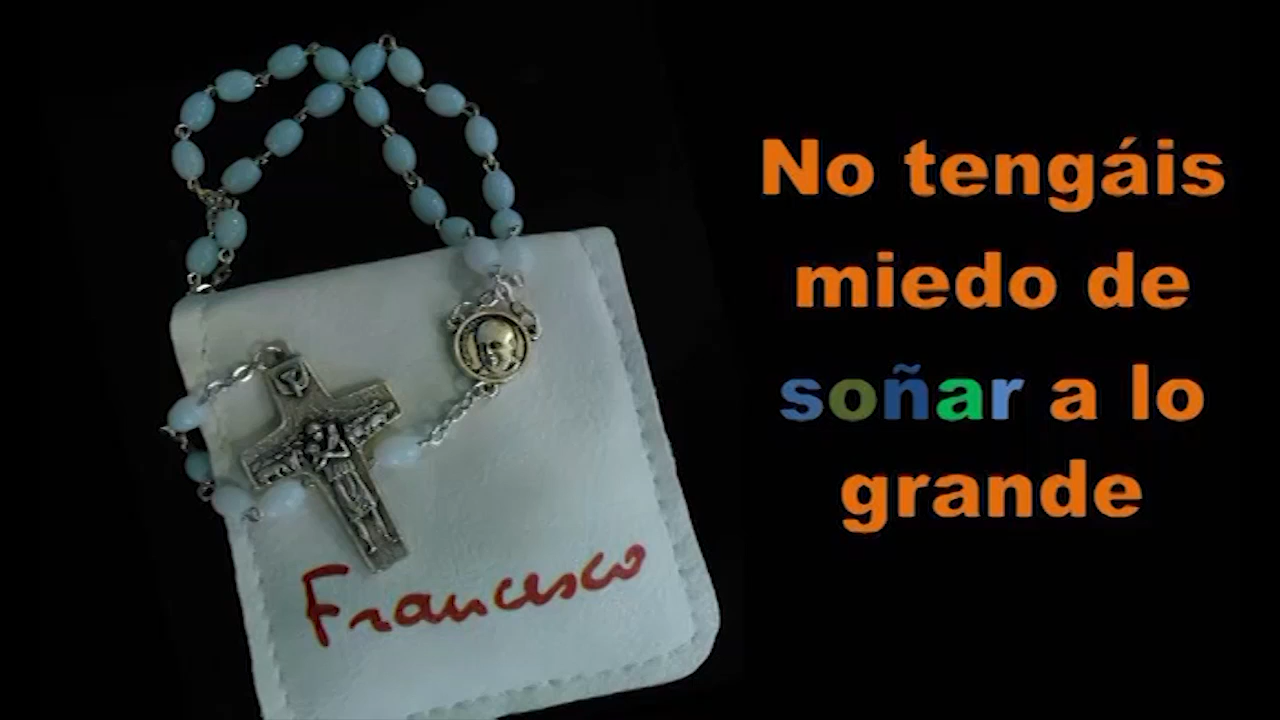 No tengáis
miedo de
soñar a lo
grande
Francesco